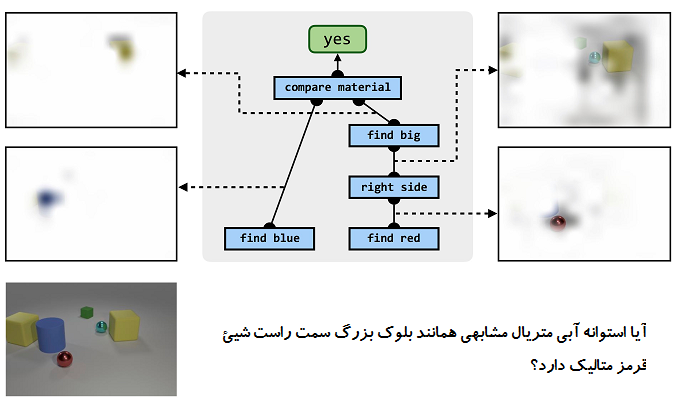 yes
compare material
find big
right side
find blue
find red
آیا استوانه آبی متریال مشابهی همانند بلوک بزرگ سمت راست شیئ
قرمز متالیک دارد؟